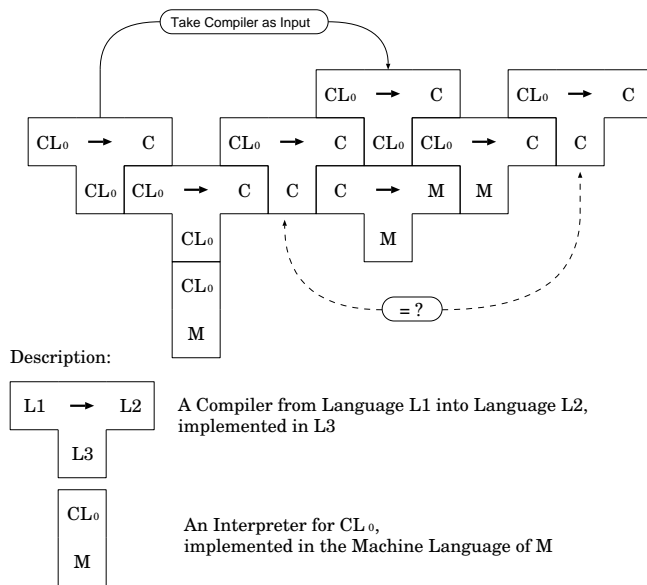 Take Compiler as Input
CL₀ → C CL₀ → C
CL₀ → C CL₀ → C CL₀ CL₀ → C C
CL₀ CL₀ → C C C → M M
CL₀ M
CL₀
= ?
M
Description:
L1 → L2
A Compiler from Language L1 into Language L2,
implemented in L3
L3
CL₀
An Interpreter for CL₀,
implemented in the Machine Language of M
M